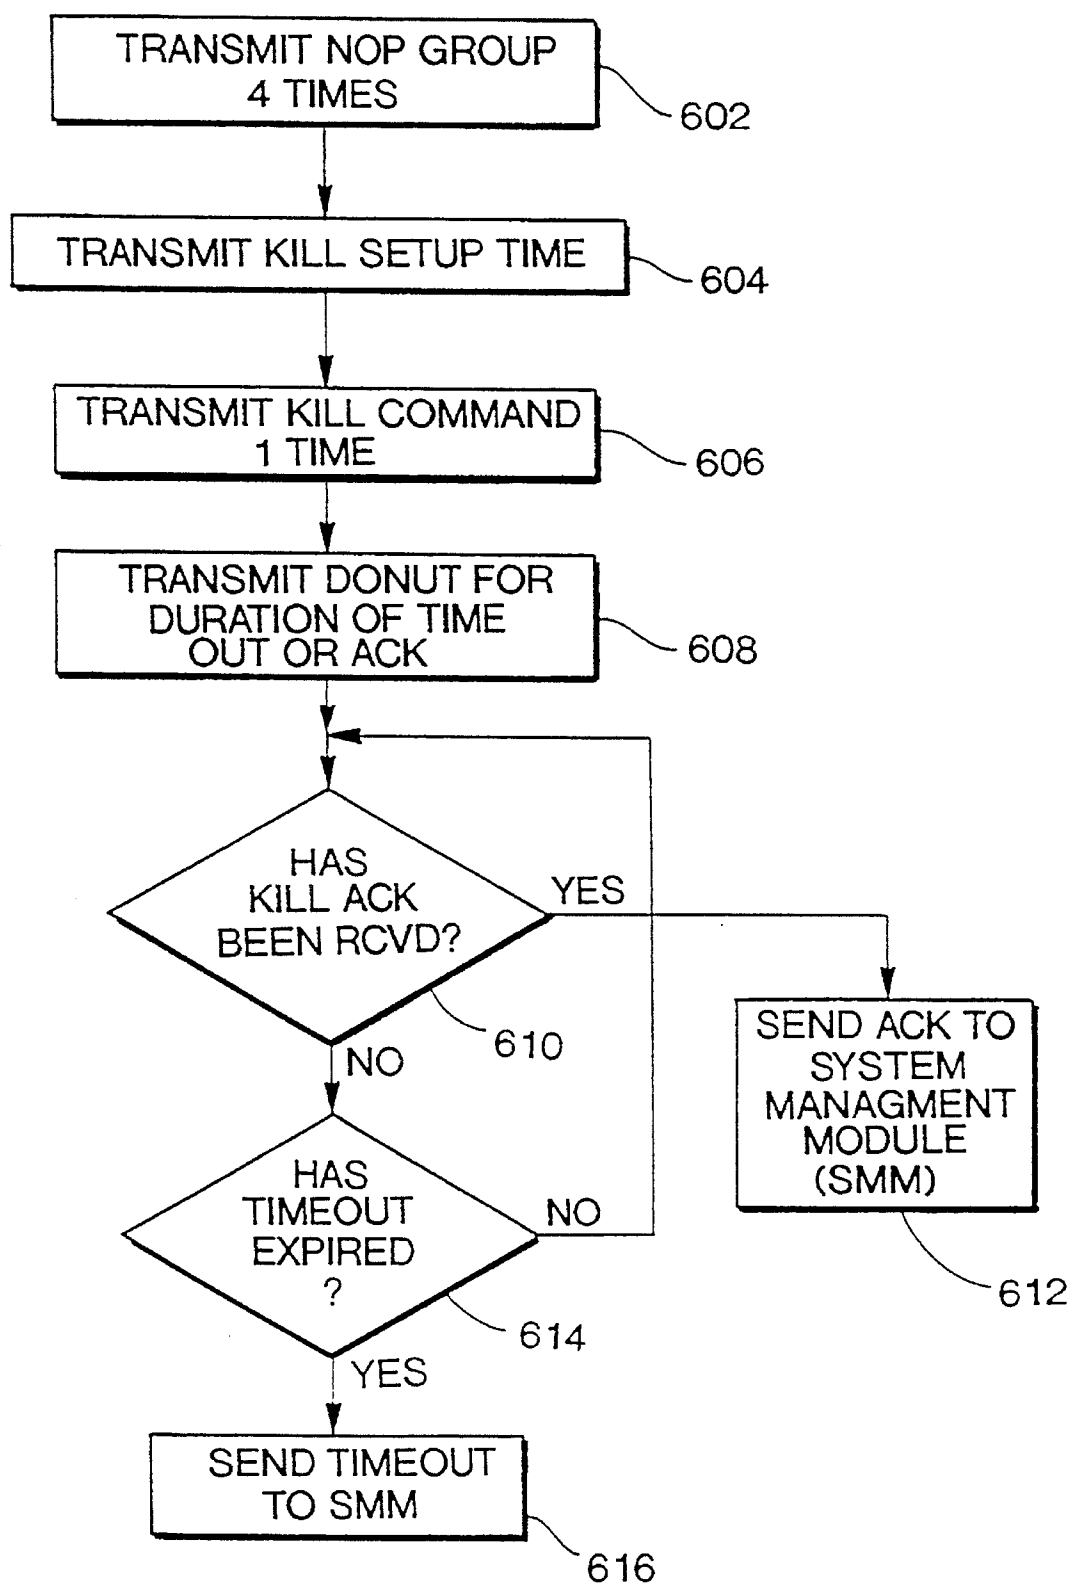 TRANSMIT NOP GROUP
4 TIMES
602
TRANSMIT KILL SETUP TIME
604
TRANSMIT KILL COMMAND
1 TIME
606
TRANSMIT DONUT FOR
DURATION OF TIME
OUT OR ACK
608
HAS
KILL ACK
BEEN RCVD?
YES
610
NO
SEND ACK TO
SYSTEM
MANAGMENT
MODULE
(SMM)
612
HAS
TIMEOUT
EXPIRED
?
NO
614
YES
SEND TIMEOUT
TO SMM
616